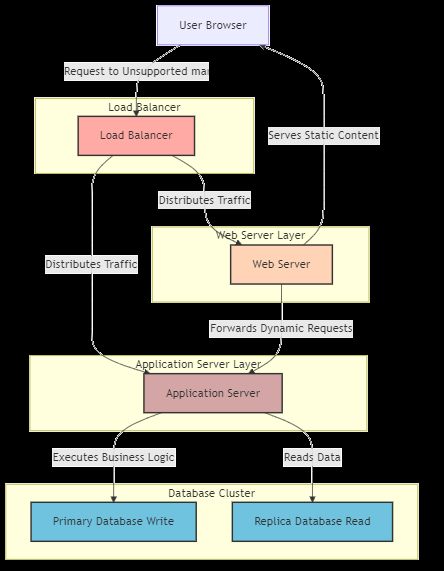 User Browser
Request to Unsupported
Load Balancer
Load Balancer
Serves Static Content
Distributes Traffic
Web Server Layer
Web Server
Distributes Traffic
Forwards Dynamic Requests
Application Server Layer
Application Server
Executes Business Logic
Reads Data
Database Cluster
Primary Database Write
Replica Database Read